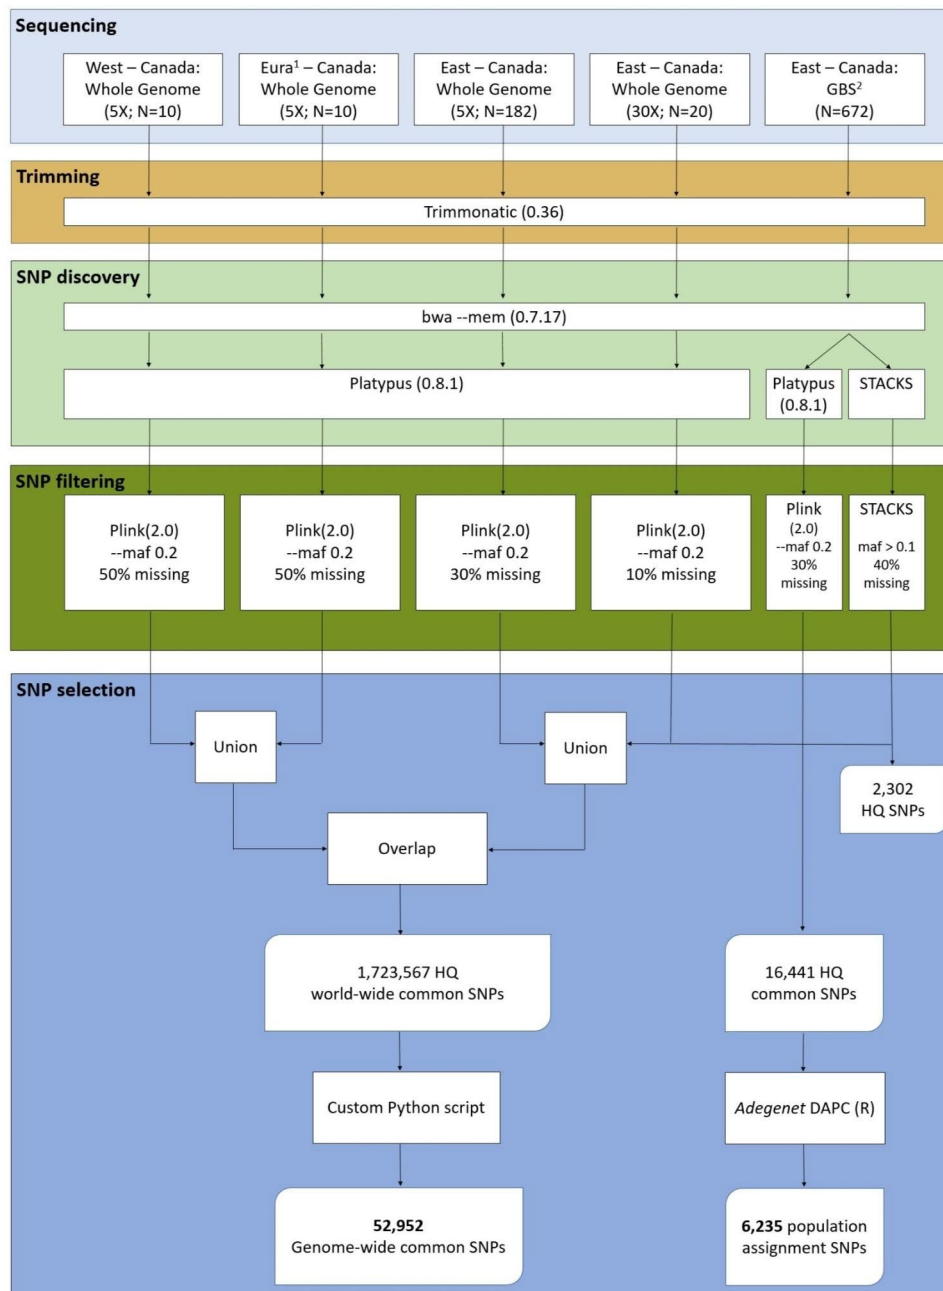 Sequencing
West – Canada:
Whole Genome
(5X; N=10)
Eura¹ – Canada:
Whole Genome
(5X; N=10)
East – Canada:
Whole Genome
(5X; N=182)
East – Canada:
Whole Genome
(30X; N=20)
East – Canada:
GBS²
(N=672)
Trimming
Trimmonatic (0.36)
SNP discovery
bwa --mem (0.7.17)
Platypus (0.8.1)
Platypus
(0.8.1)
STACKS
SNP filtering
Plink(2.0)
--maf 0.2
50% missing
Plink(2.0)
--maf 0.2
50% missing
Plink(2.0)
--maf 0.2
30% missing
Plink(2.0)
--maf 0.2
10% missing
Plink
(2.0)
--maf 0.2
30%
missing
STACKS
maf > 0.1
40%
missing
SNP selection
Union
Union
2,302
HQ SNPs
Overlap
1,723,567 HQ
world-wide common SNPs
16,441 HQ
common SNPs
Custom Python script
Adegenet DAPC (R)
52,952
Genome-wide common SNPs
6,235 population
assignment SNPs